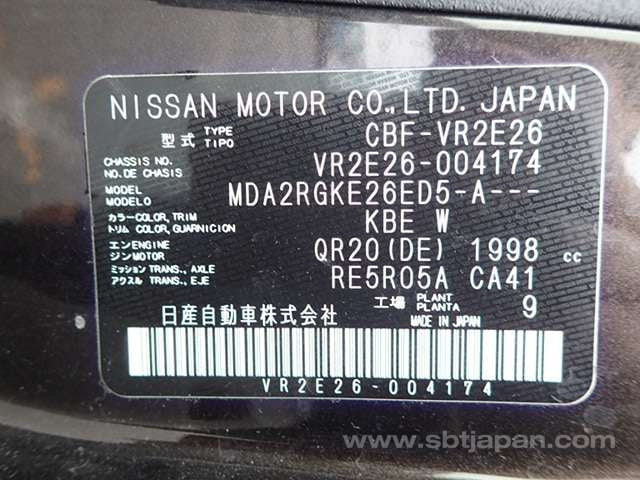 NISSAN MOTOR CO.,LTD. JAPAN
型式 TYPE TIPO CBF-VR2E26
CHASSIS NO. NO.DE CHASSIS VR2E26-004174
MODEL MODELO MDA2RGKE26ED5-A---
カラー COLOR, TRIM トリム COLOR, GUARNICION KBE W
エンジン ENGINE MOTOR QR20(DE) 1998 cc
ミッション アクスル TRANS., AXLE TRANS., EJE RE5R05A CA41
工場 PLANT PLANTA 9
日産自動車株式会社 MADE IN JAPAN
VR2E26-004174
www.sbtjapan.com